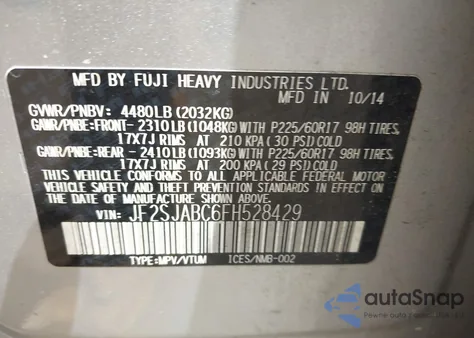 MFD BY FUJI HEAVY INDUSTRIES LTD.
MFD IN 10/14
GVWR/PNBV: 4480LB (2032KG)
GAWR/PNBE:FRONT- 2310LB (1048KG) WITH P225/60R17 98H TIRES,
17X7J RIMS AT 210 KPA (30 PSI) COLD
GAWR/PNBE:REAR - 2410LB (1093KG) WITH P225/60R17 98H TIRES,
17X7J RIMS AT 200 KPA (29 PSI) COLD
THIS VEHICLE CONFORMS TO ALL APPLICABLE FEDERAL MOTOR
VEHICLE SAFETY AND THEFT PREVENTION STANDARDS IN EFFECT ON
THE DATE OF MANUFACTURE SHOWN ABOVE.
VIN: JF2SJABC6FH528429
TYPE:MPV/VTUM ICES/NMB-002
autoSnap